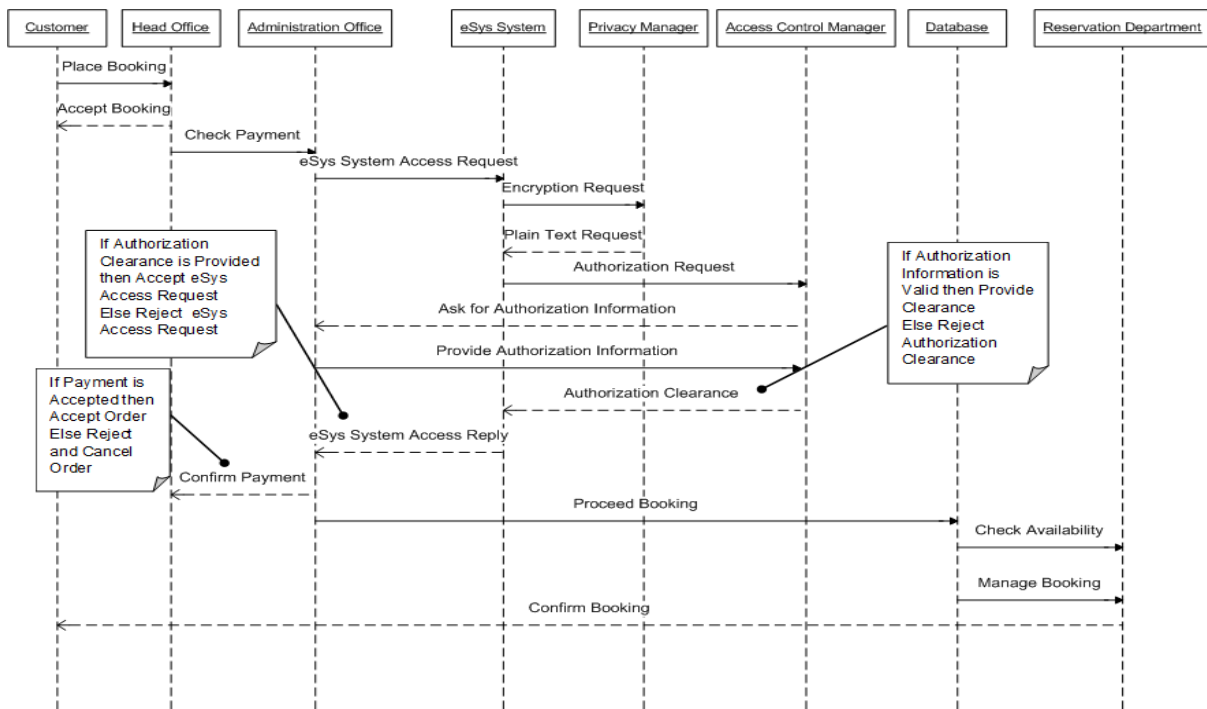 Customer
Head Office
Administration Office
eSys System
Privacy Manager
Access Control Manager
Database
Reservation Department
Place Booking
Accept Booking
Check Payment
eSys System Access Request
Encryption Request
Plain Text Request
Authorization Request
If Authorization
Clearance is Provided
then Accept eSys
Access Request
Else Reject eSys
Access Request
If Authorization
Information is
Valid then Provide
Clearance
Else Reject
Authorization
Clearance
Ask for Authorization Information
Provide Authorization Information
If Payment is
Accepted then
Accept Order
Else Reject
and Cancel
Order
Authorization Clearance
eSys System Access Reply
Confirm Payment
Proceed Booking
Check Availability
Manage Booking
Confirm Booking